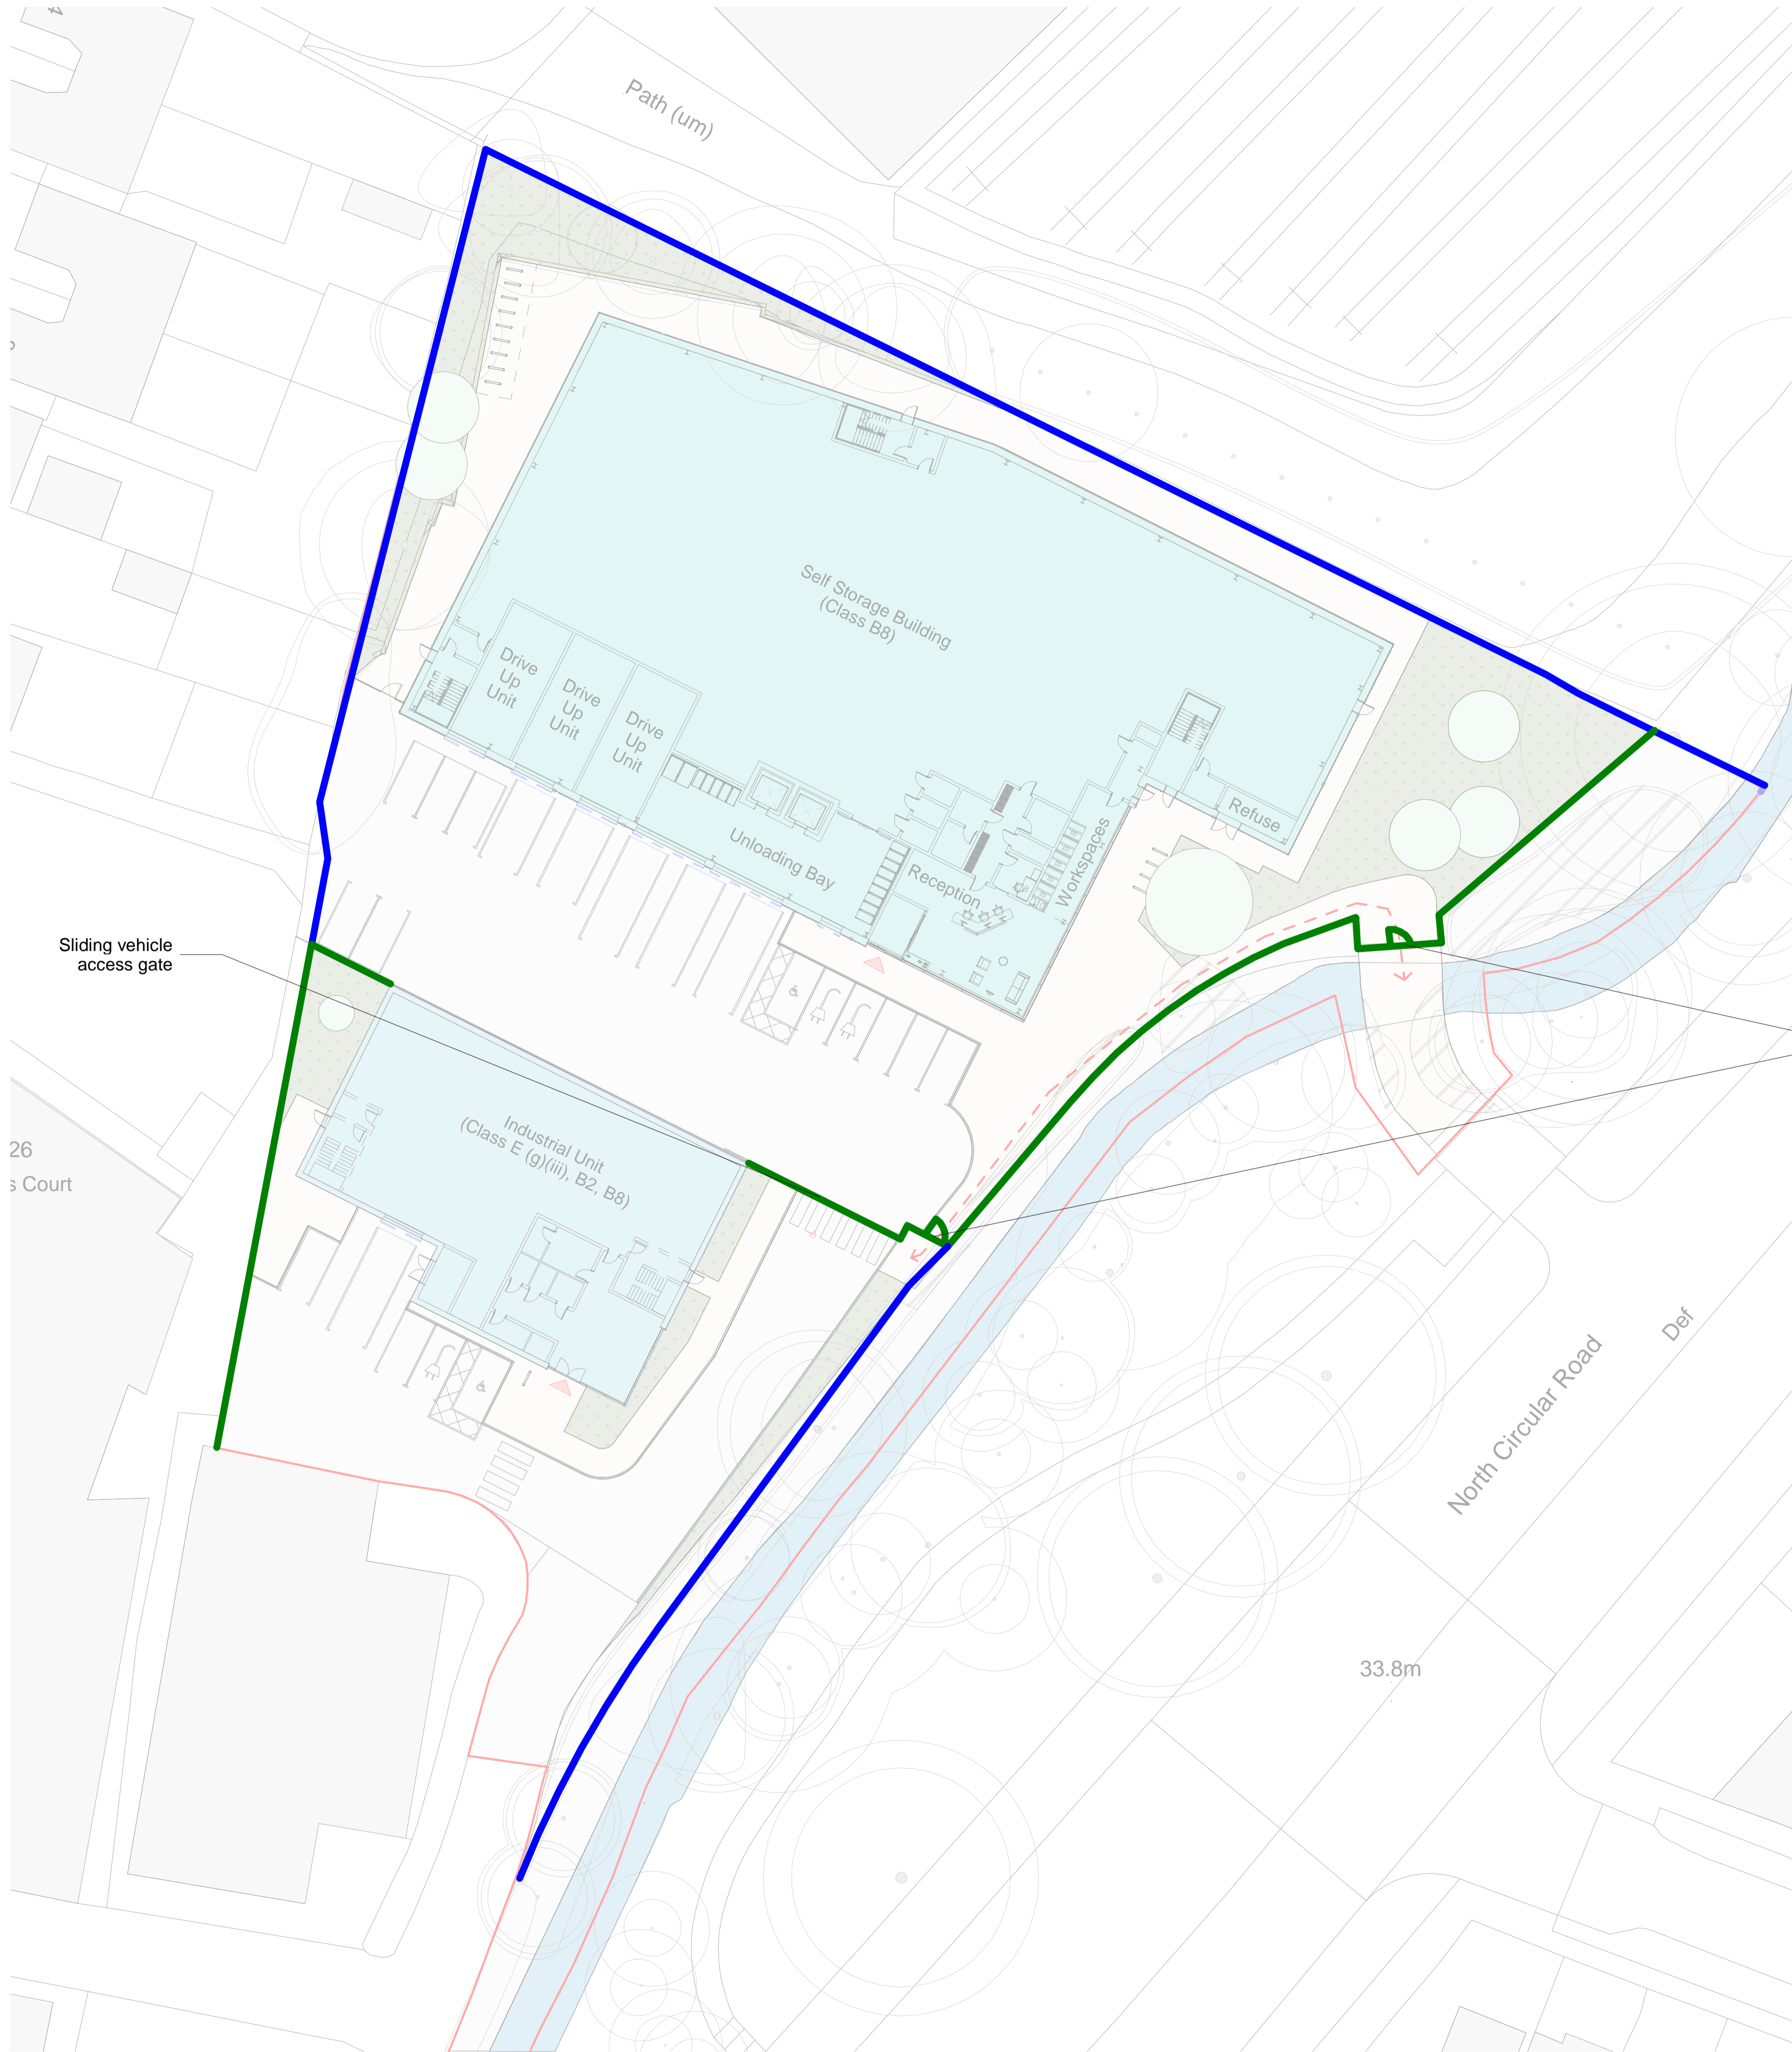 Path (um)
Self Storage Building
(Class B8)
Drive
Up
Unit
Drive
Up
Unit
Drive
Up
Unit
Unloading Bay
Reception
Workspaces
Refuse
Sliding vehicle
access gate
Industrial Unit
(Class E (g)(iii), B2, B8)
26
s Court
North Circular Road
Def
33.8m